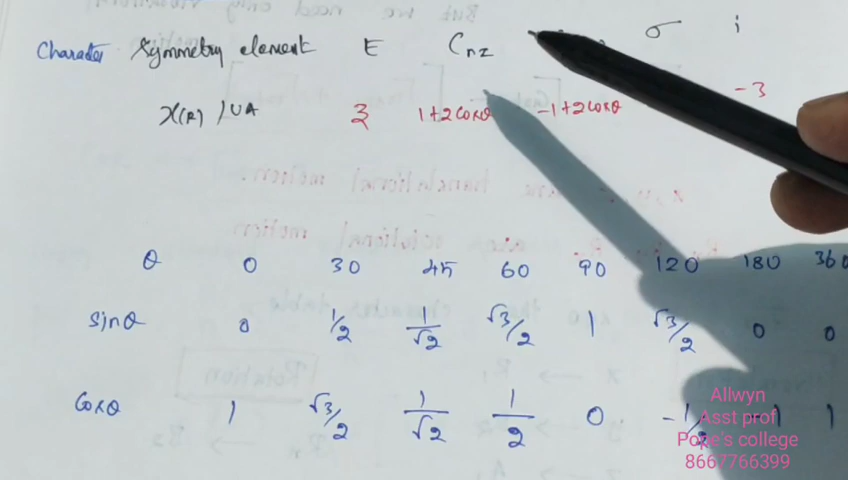 Character Symmetry element E Cnz σ i
χ(R) / UA 3 1+2cosθ -1+2cosθ -3
θ 0 30 45 60 90 120 180 360
sinθ 0 1/2 1/√2 √3/2 1 √3/2 0 0
cosθ 1 √3/2 1/√2 1/2 0 -1/2 -1 1
Allwyn
Asst prof
Pope's college
8667766399